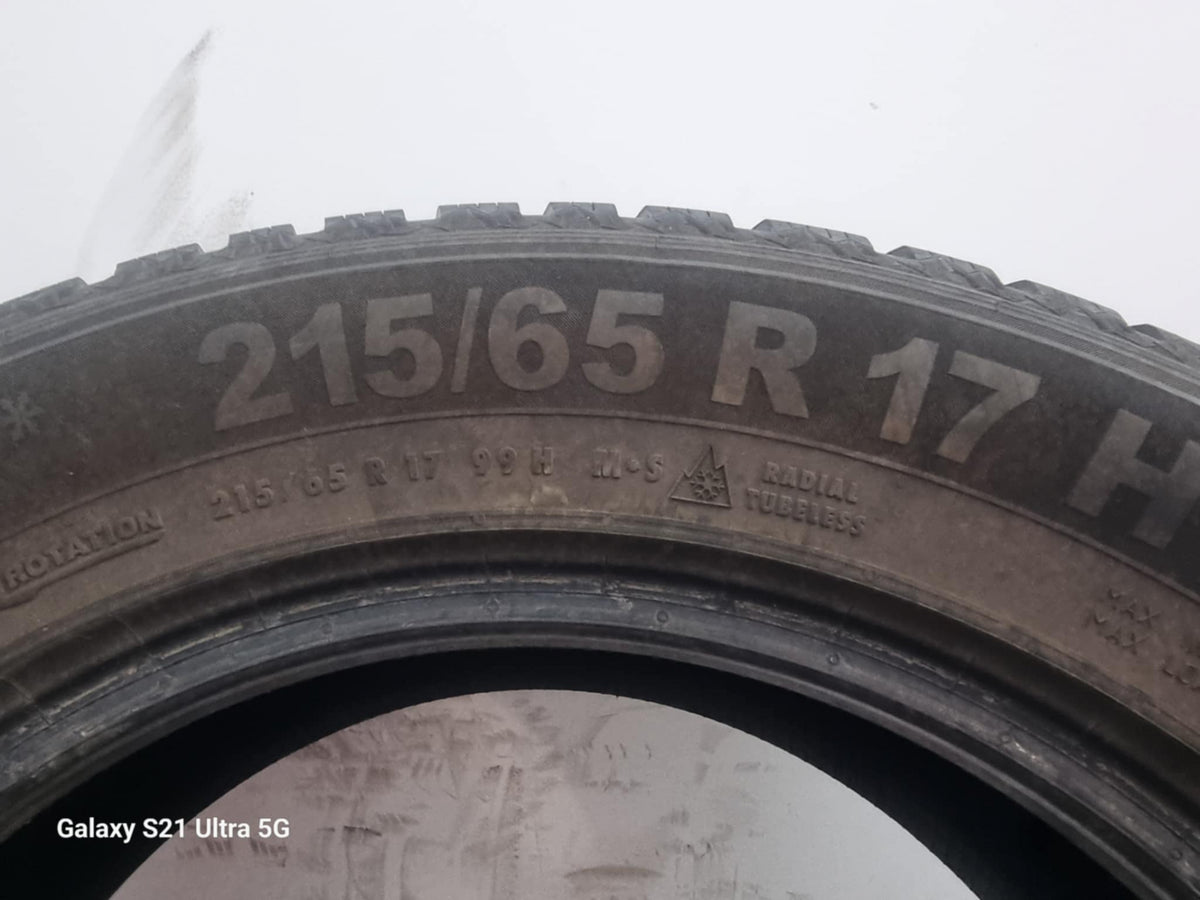 215/65 R 17 H
215/65 R 17 99 H M+S
RADIAL
TUBELESS
ROTATION
MAX
MAX
Galaxy S21 Ultra 5G